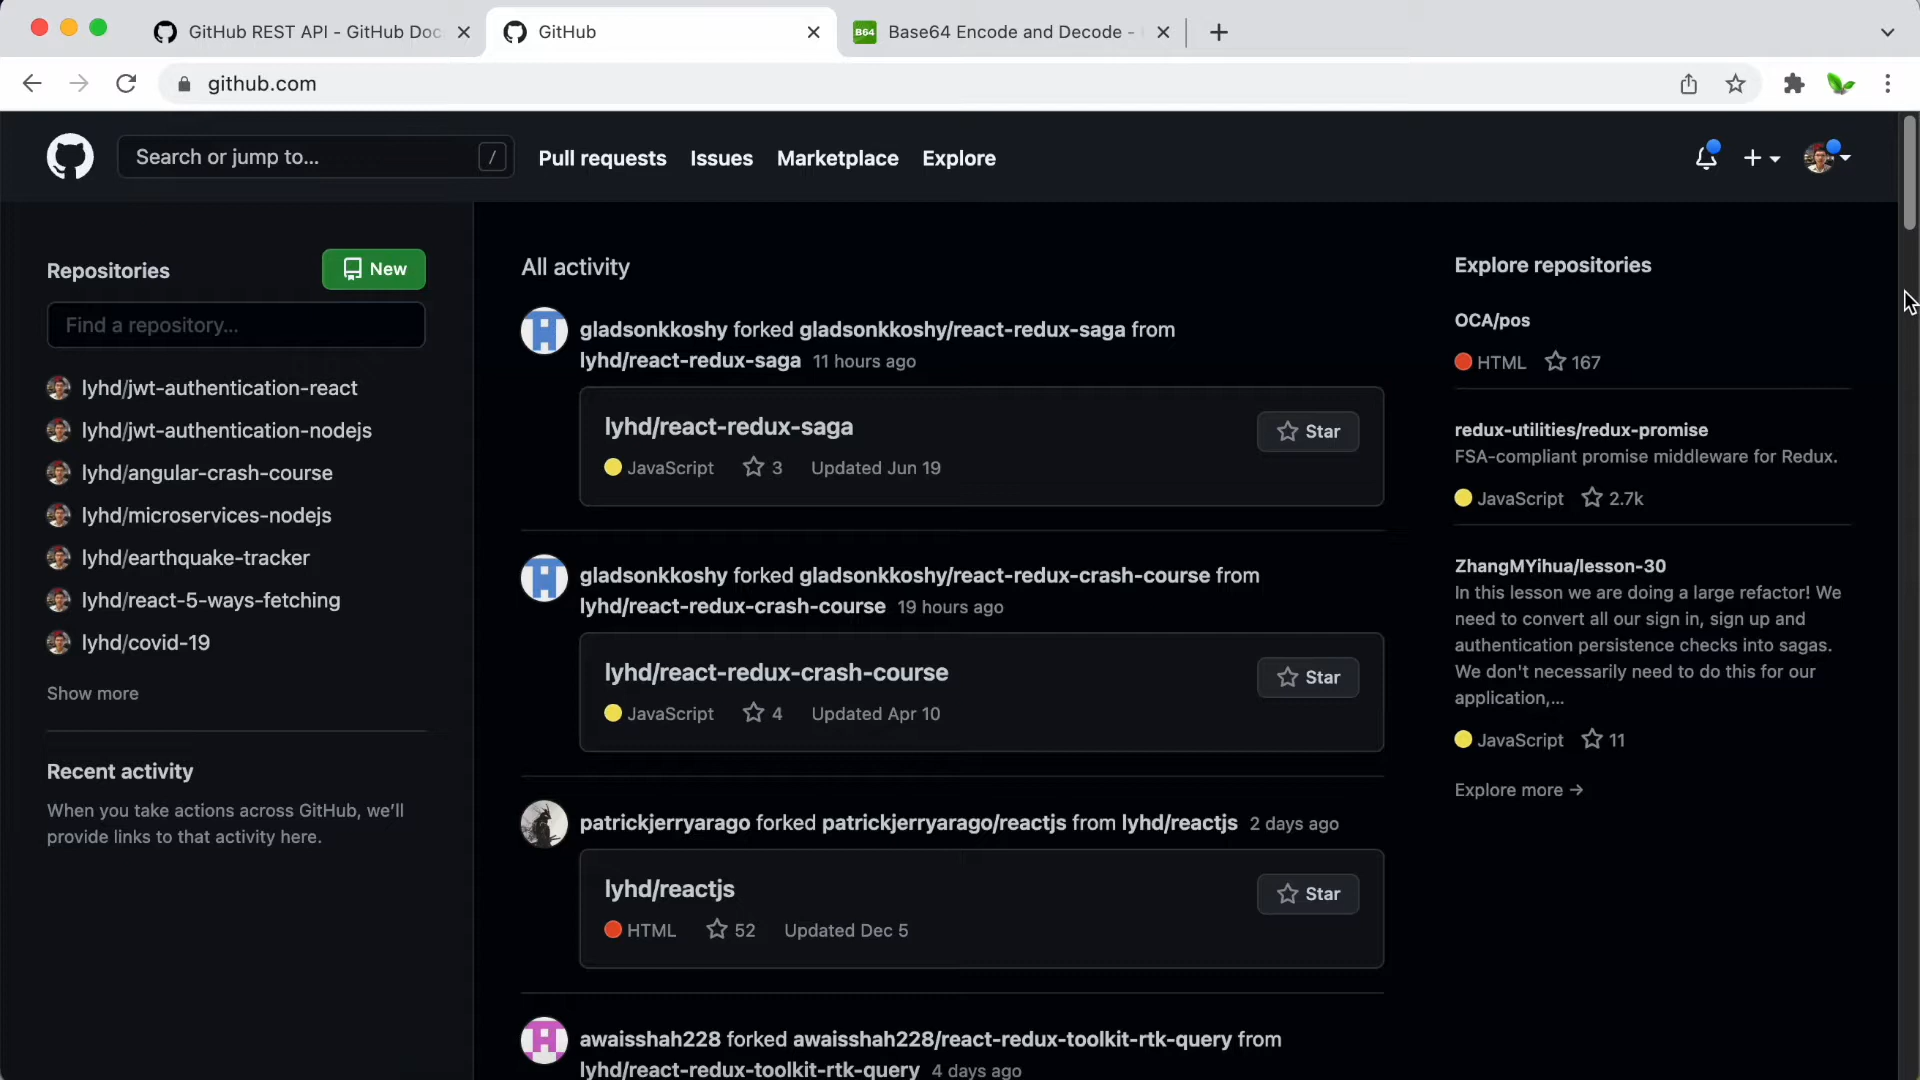 GitHub REST API - GitHub Doc
GitHub
B64
Base64 Encode and Decode -
github.com
Search or jump to...
/
Pull requests
Issues
Marketplace
Explore
Repositories
New
Find a repository...
lyhd/jwt-authentication-react
lyhd/jwt-authentication-nodejs
lyhd/angular-crash-course
lyhd/microservices-nodejs
lyhd/earthquake-tracker
lyhd/react-5-ways-fetching
lyhd/covid-19
Show more
Recent activity
When you take actions across GitHub, we’ll
provide links to that activity here.
All activity
gladsonkkoshy forked gladsonkkoshy/react-redux-saga from
lyhd/react-redux-saga 11 hours ago
lyhd/react-redux-saga
Star
JavaScript 3 Updated Jun 19
gladsonkkoshy forked gladsonkkoshy/react-redux-crash-course from
lyhd/react-redux-crash-course 19 hours ago
lyhd/react-redux-crash-course
Star
JavaScript 4 Updated Apr 10
patrickjerryarago forked patrickjerryarago/reactjs from lyhd/reactjs 2 days ago
lyhd/reactjs
Star
HTML 52 Updated Dec 5
awaisshah228 forked awaisshah228/react-redux-toolkit-rtk-query from
lyhd/react-redux-toolkit-rtk-query 4 days ago
Explore repositories
OCA/pos
HTML 167
redux-utilities/redux-promise
FSA-compliant promise middleware for Redux.
JavaScript 2.7k
ZhangMYihua/lesson-30
In this lesson we are doing a large refactor! We
need to convert all our sign in, sign up and
authentication persistence checks into sagas.
We don't necessarily need to do this for our
application,...
JavaScript 11
Explore more →